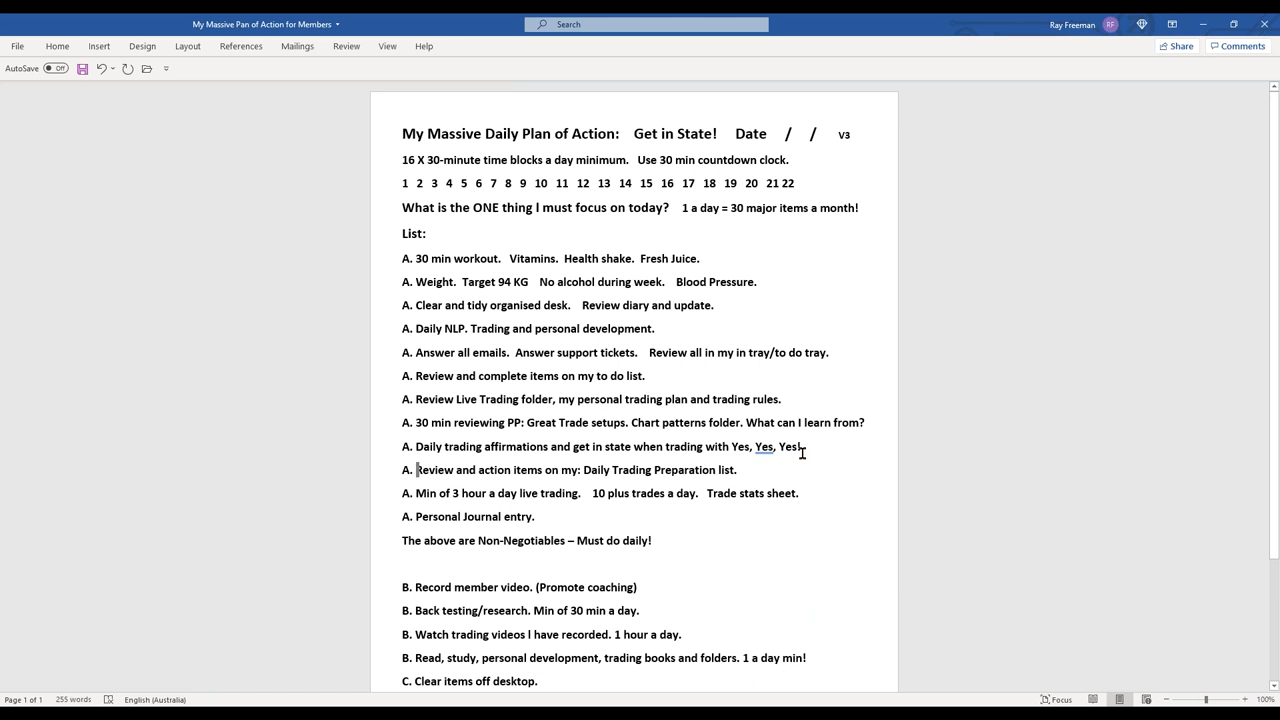 My Massive Pan of Action for Members
Search
Ray Freeman RF
File Home Insert Design Layout References Mailings Review View Help
Share Comments
AutoSave Off
My Massive Daily Plan of Action: Get in State! Date / / V3
16 X 30-minute time blocks a day minimum. Use 30 min countdown clock.
1 2 3 4 5 6 7 8 9 10 11 12 13 14 15 16 17 18 19 20 21 22
What is the ONE thing I must focus on today? 1 a day = 30 major items a month!
List:
A. 30 min workout. Vitamins. Health shake. Fresh Juice.
A. Weight. Target 94 KG No alcohol during week. Blood Pressure.
A. Clear and tidy organised desk. Review diary and update.
A. Daily NLP. Trading and personal development.
A. Answer all emails. Answer support tickets. Review all in my in tray/to do tray.
A. Review and complete items on my to do list.
A. Review Live Trading folder, my personal trading plan and trading rules.
A. 30 min reviewing PP: Great Trade setups. Chart patterns folder. What can I learn from?
A. Daily trading affirmations and get in state when trading with Yes, Yes, Yes!
A. Review and action items on my: Daily Trading Preparation list.
A. Min of 3 hour a day live trading. 10 plus trades a day. Trade stats sheet.
A. Personal Journal entry.
The above are Non-Negotiables – Must do daily!
B. Record member video. (Promote coaching)
B. Back testing/research. Min of 30 min a day.
B. Watch trading videos I have recorded. 1 hour a day.
B. Read, study, personal development, trading books and folders. 1 a day min!
C. Clear items off desktop.
Page 1 of 1 255 words English (Australia) Focus 100%